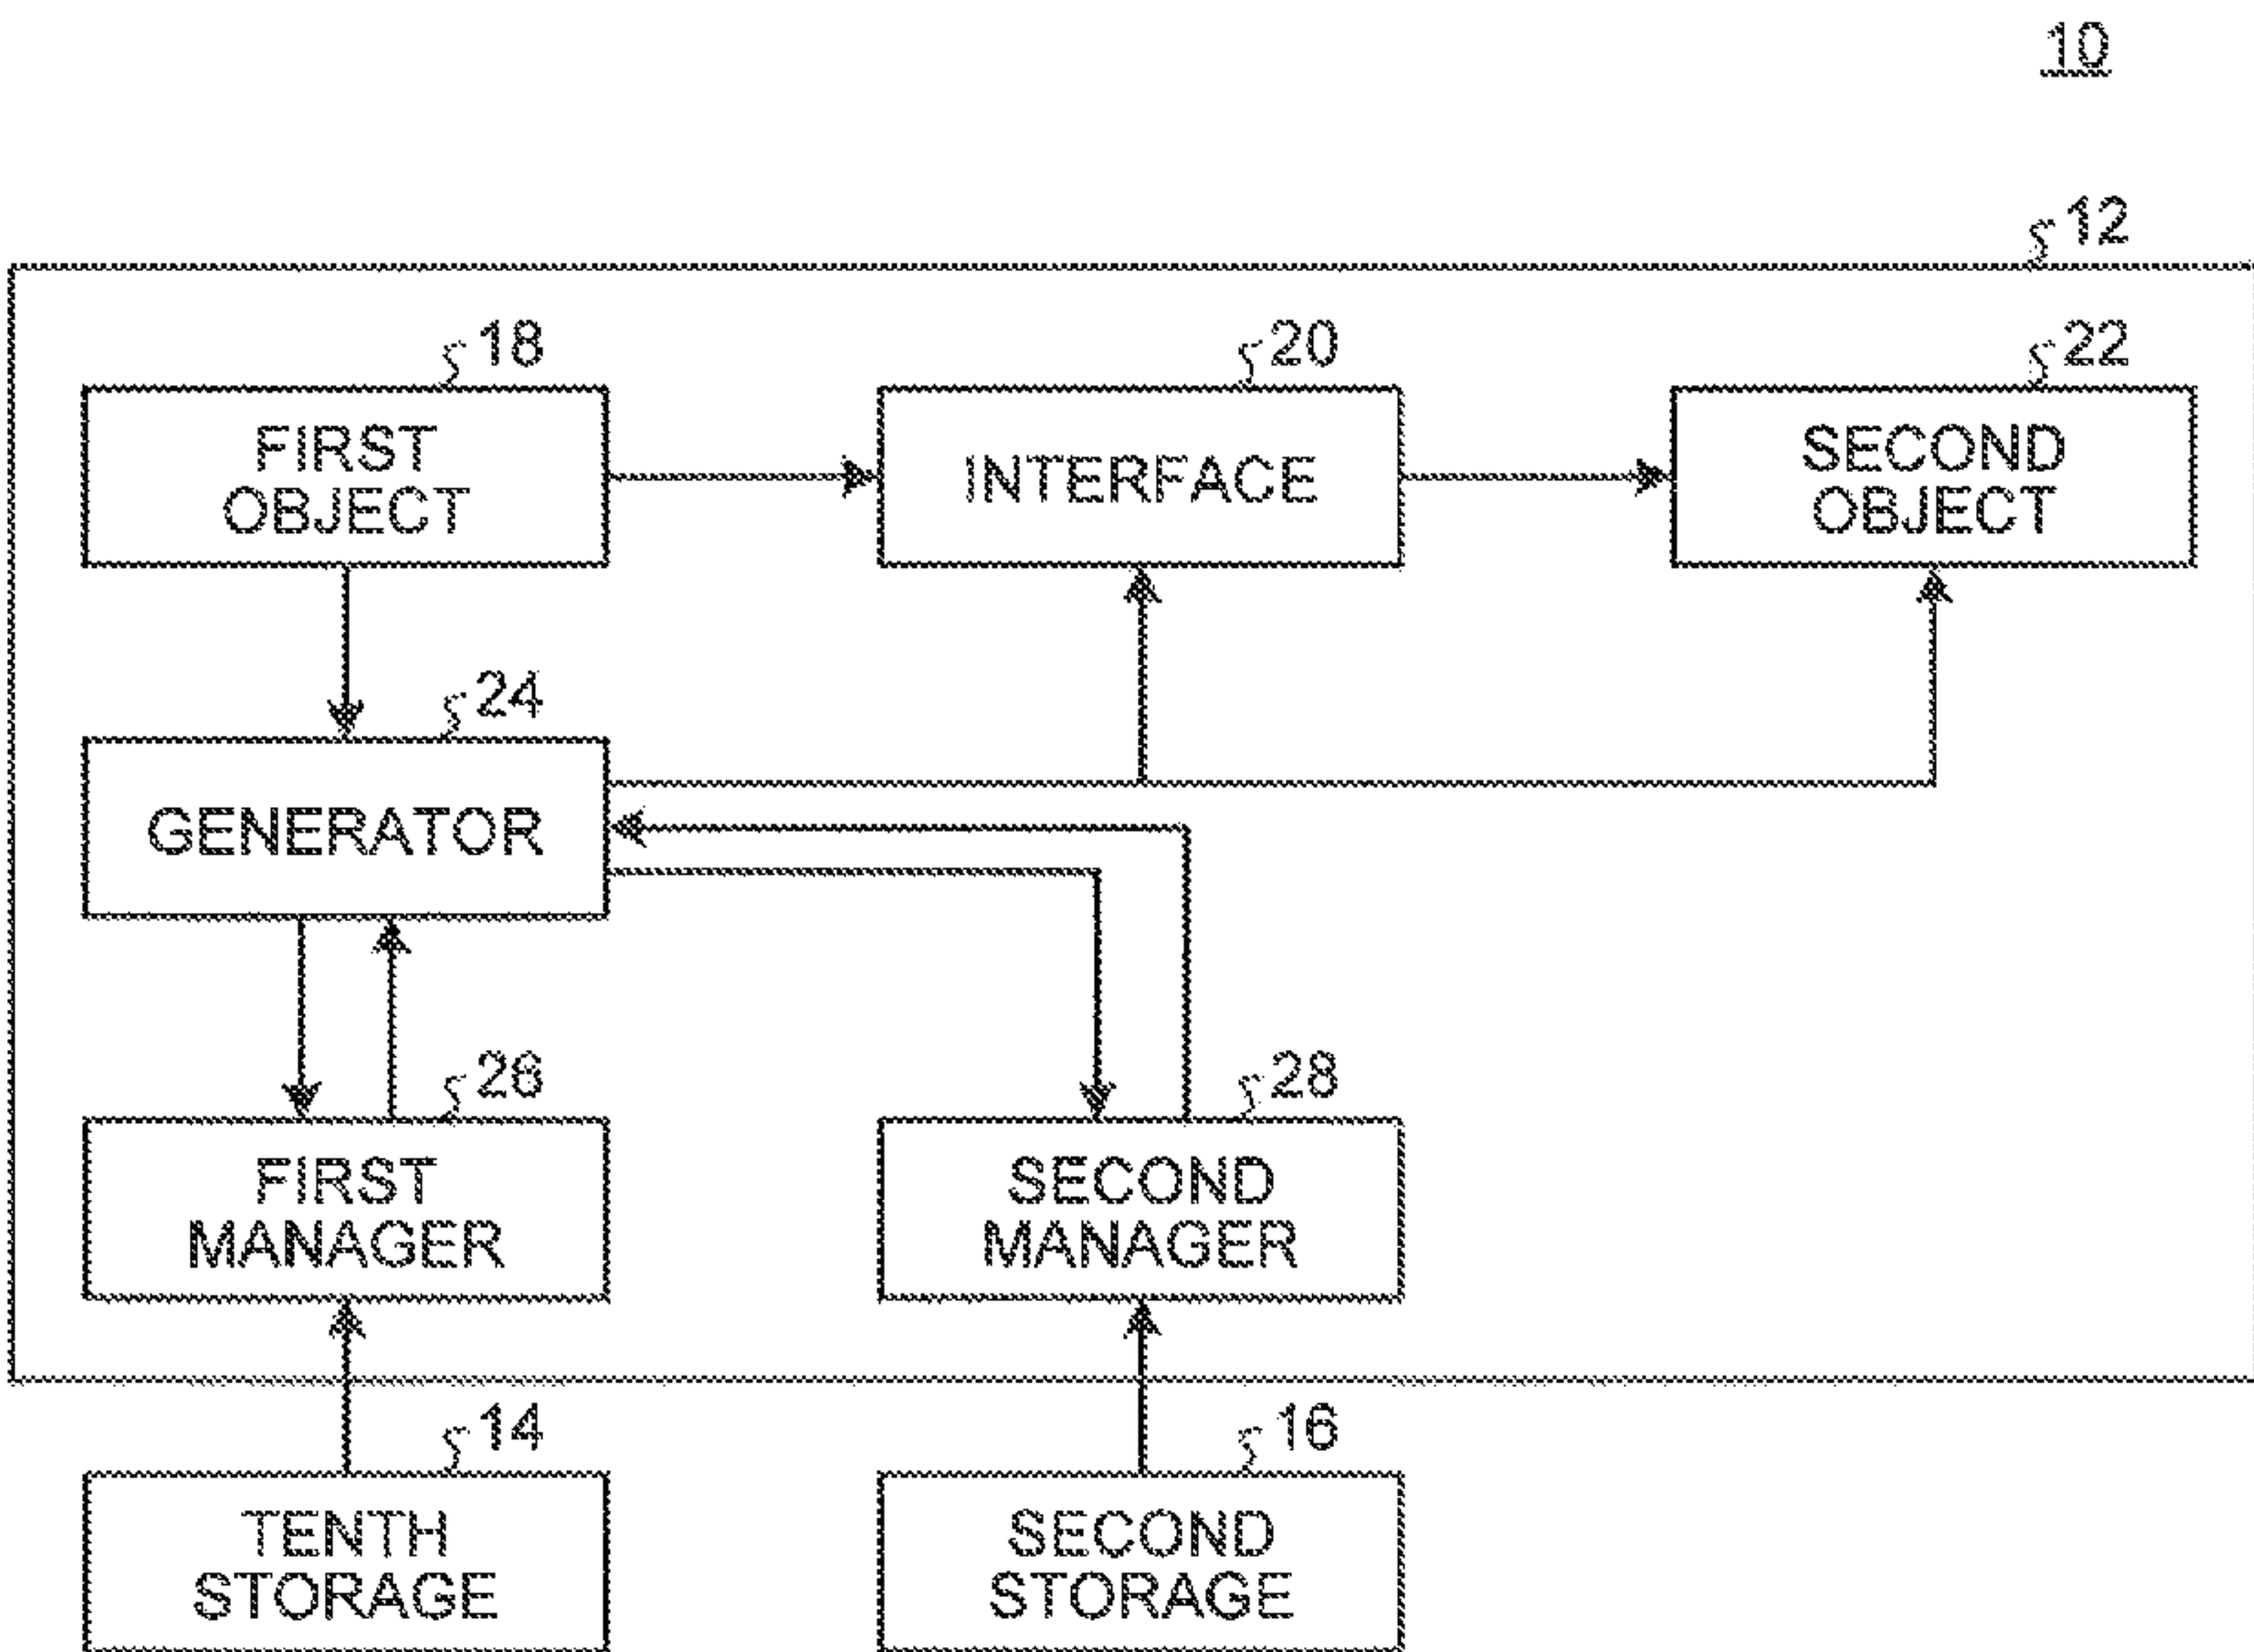 10
12
18
20
22
FIRST
OBJECT
INTERFACE
SECOND
OBJECT
24
GENERATOR
26
28
FIRST
MANAGER
SECOND
MANAGER
14
16
TENTH
STORAGE
SECOND
STORAGE